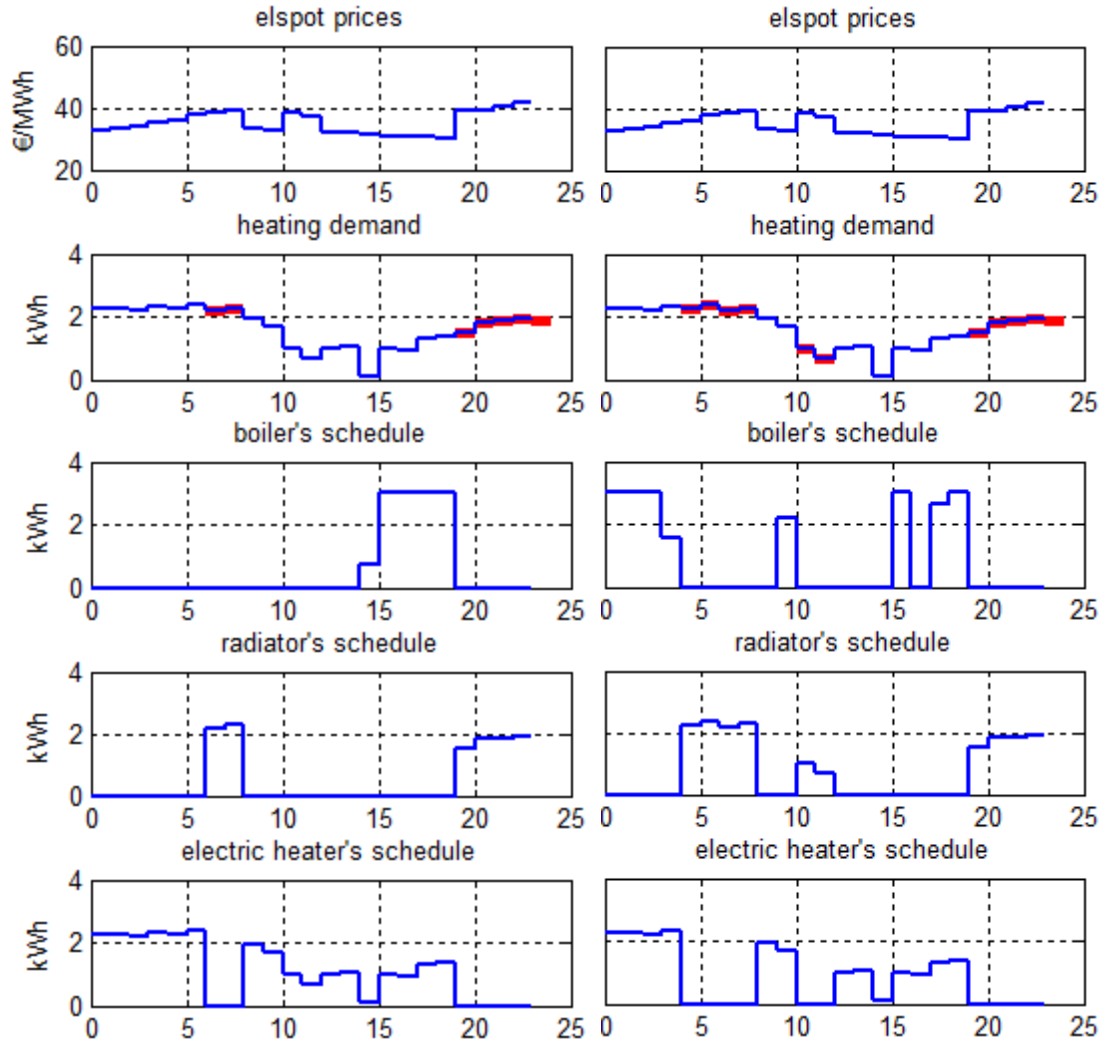 elspot prices
elspot prices
€/MWh
60
40
20
0 5 10 15 20 25
0 5 10 15 20 25
heating demand
heating demand
kWh
4
2
0
0 5 10 15 20 25
0 5 10 15 20 25
boiler's schedule
boiler's schedule
kWh
4
2
0
0 5 10 15 20 25
0 5 10 15 20 25
radiator's schedule
radiator's schedule
kWh
4
2
0
0 5 10 15 20 25
0 5 10 15 20 25
electric heater's schedule
electric heater's schedule
kWh
4
2
0
0 5 10 15 20 25
0 5 10 15 20 25